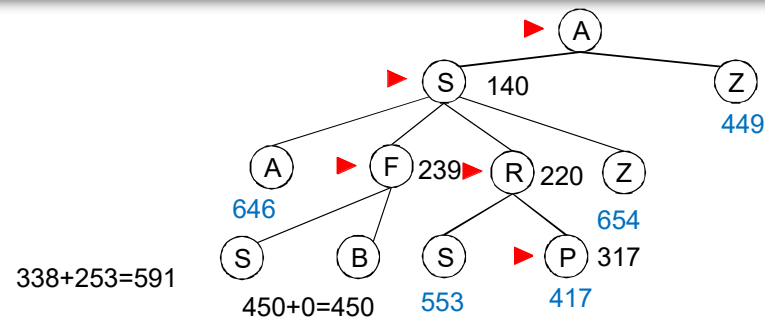 A
S 140 Z
449
A F 239 R 220 Z
646 654
S B S P 317
338+253=591
450+0=450 553 417